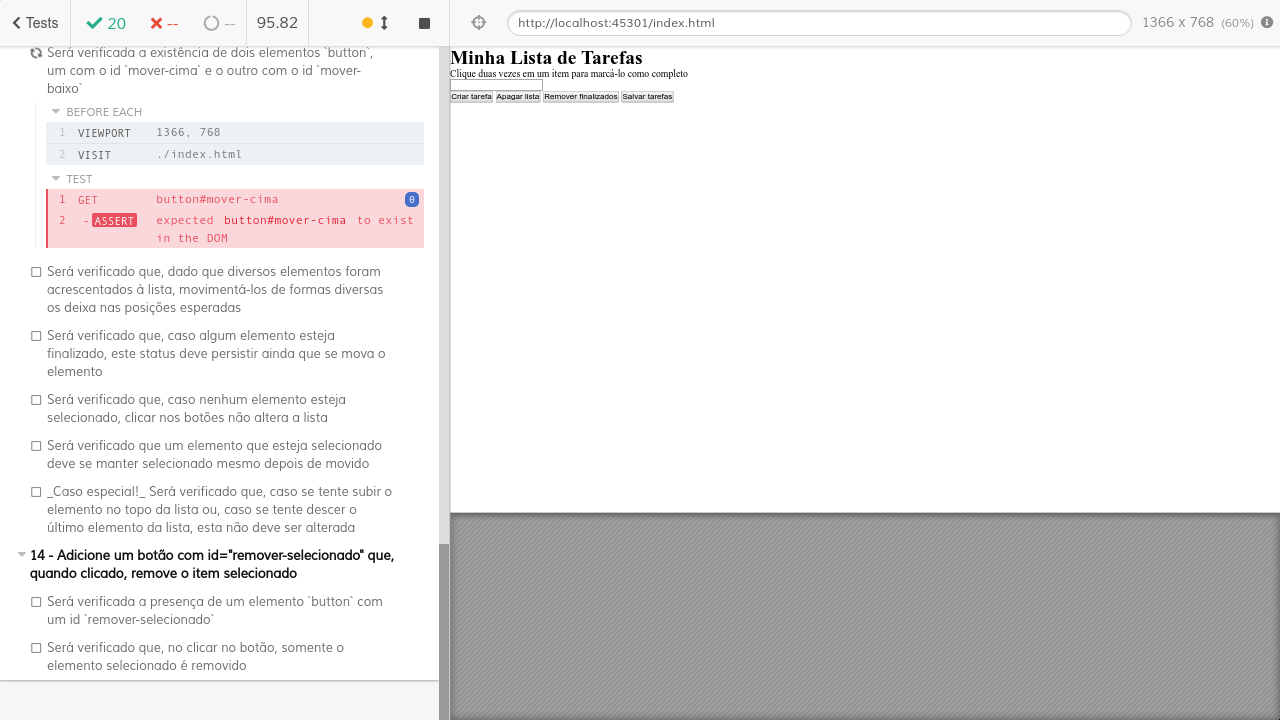 Tests
20
--
--
95.82
http://localhost:45301/index.html
1366 x 768 (60%)
Será verificada a existência de dois elementos `button`,
um com o id `mover-cima` e o outro com o id `mover-
baixo`
BEFORE EACH
1 VIEWPORT 1366, 768
2 VISIT ./index.html
TEST
1 GET button#mover-cima 0
2 - ASSERT expected button#mover-cima to exist
in the DOM
Será verificado que, dado que diversos elementos foram
acrescentados à lista, movimentá-los de formas diversas
os deixa nas posições esperadas
Será verificado que, caso algum elemento esteja
finalizado, este status deve persistir ainda que se mova o
elemento
Será verificado que, caso nenhum elemento esteja
selecionado, clicar nos botões não altera a lista
Será verificado que um elemento que esteja selecionado
deve se manter selecionado mesmo depois de movido
_Caso especial!_ Será verificado que, caso se tente subir o
elemento no topo da lista ou, caso se tente descer o
último elemento da lista, esta não deve ser alterada
14 - Adicione um botão com id="remover-selecionado" que,
quando clicado, remove o item selecionado
Será verificada a presença de um elemento `button` com
um id `remover-selecionado`
Será verificado que, no clicar no botão, somente o
elemento selecionado é removido
Minha Lista de Tarefas
Clique duas vezes em um item para marcá-lo como completo
Criar tarefa Apagar lista Remover finalizados Salvar tarefas